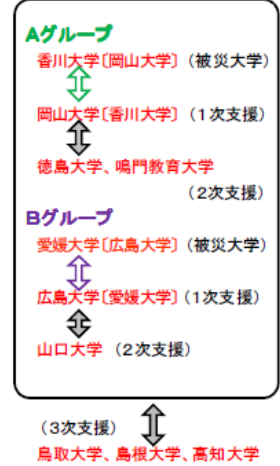 Aグループ
香川大学〔岡山大学〕(被災大学)
岡山大学〔香川大学〕(1次支援)
徳島大学、鳴門教育大学
(2次支援)
Bグループ
愛媛大学〔広島大学〕(被災大学)
広島大学〔愛媛大学〕(1次支援)
山口大学 (2次支援)
(3次支援)
鳥取大学、島根大学、高知大学